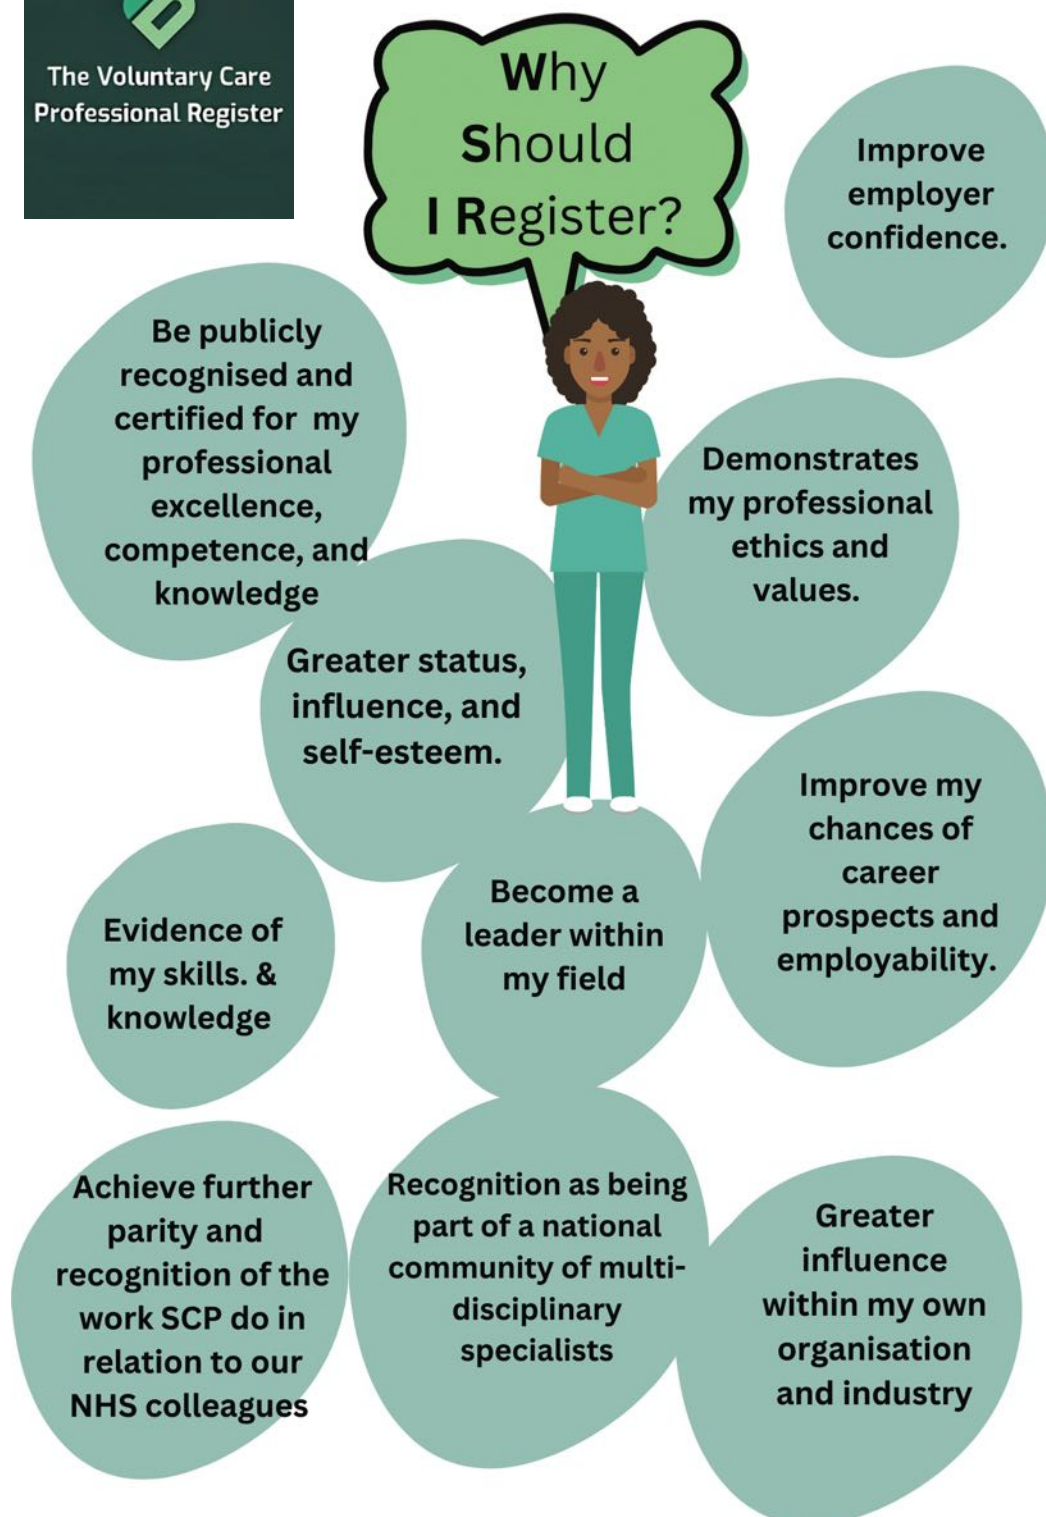 The Voluntary Care
Professional Register
Why
Should
I Register?
Improve
employer
confidence.
Be publicly
recognised and
certified for  my
professional
excellence,
competence, and
knowledge
Demonstrates
my professional
ethics and
values.
Greater status,
influence, and
self-esteem.
Improve my
chances of
career
prospects and
employability.
Evidence of
my skills. &
knowledge
Become a
leader within
my field
Achieve further
parity and
recognition of the
work SCP do in
relation to our
NHS colleagues
Recognition as being
part of a national
community of multi-
disciplinary
specialists
Greater
influence
within my own
organisation
and industry